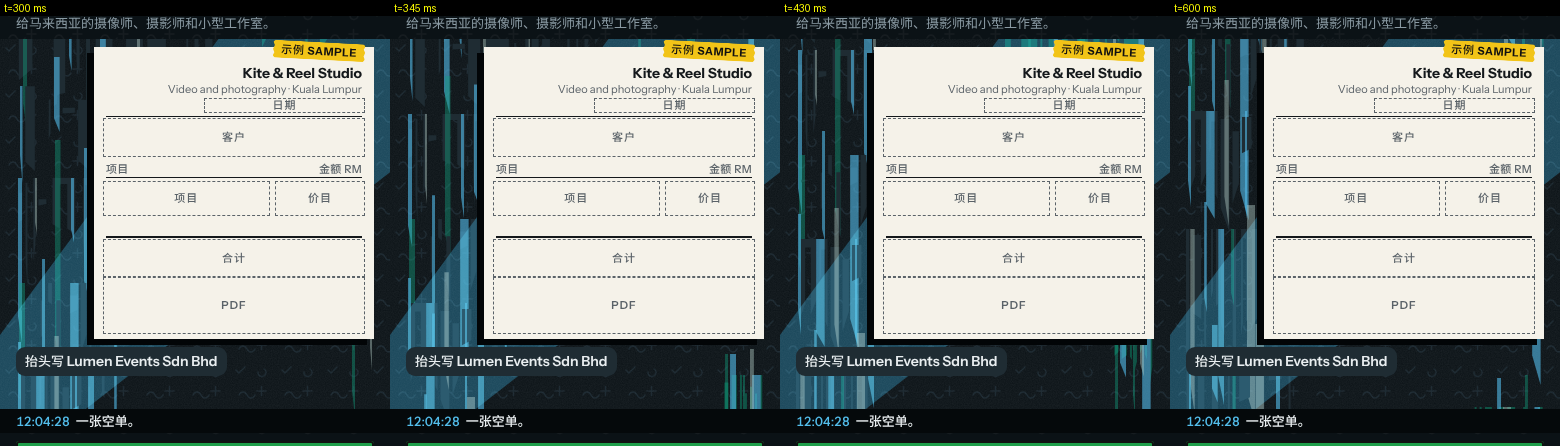 t=300 ms
给马来西亚的摄像师、摄影师和小型工作室。
示例 SAMPLE
Kite & Reel Studio
Video and photography · Kuala Lumpur
日期
客户
项目 金额 RM
项目 价目
合计
PDF
抬头写 Lumen Events Sdn Bhd
12:04:28 一张空单。
t=345 ms
给马来西亚的摄像师、摄影师和小型工作室。
示例 SAMPLE
Kite & Reel Studio
Video and photography · Kuala Lumpur
日期
客户
项目 金额 RM
项目 价目
合计
PDF
抬头写 Lumen Events Sdn Bhd
12:04:28 一张空单。
t=430 ms
给马来西亚的摄像师、摄影师和小型工作室。
示例 SAMPLE
Kite & Reel Studio
Video and photography · Kuala Lumpur
日期
客户
项目 金额 RM
项目 价目
合计
PDF
抬头写 Lumen Events Sdn Bhd
12:04:28 一张空单。
t=600 ms
给马来西亚的摄像师、摄影师和小型工作室。
示例 SAMPLE
Kite & Reel Studio
Video and photography · Kuala Lumpur
日期
客户
项目 金额 RM
项目 价目
合计
PDF
抬头写 Lumen Events Sdn Bhd
12:04:28 一张空单。